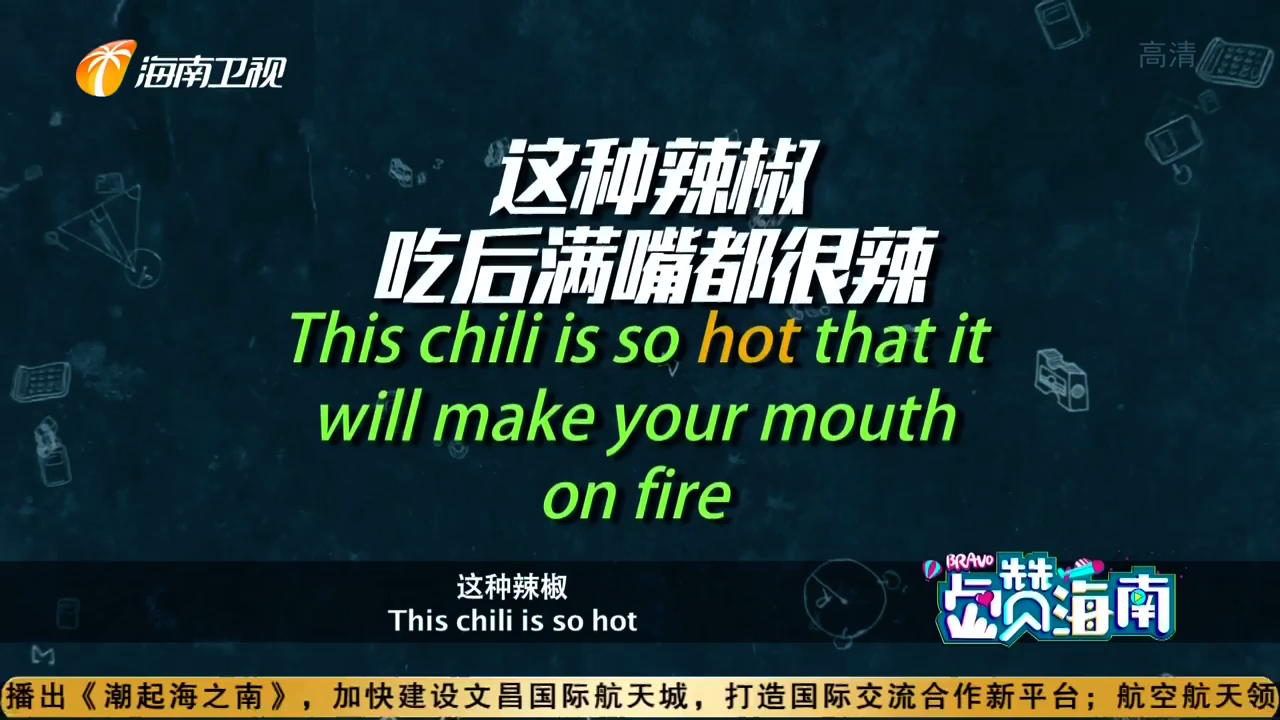 海南卫视
高清
这种辣椒
吃后满嘴都很辣
This chili is so hot that it
will make your mouth
on fire
这种辣椒
This chili is so hot
BRAVO
点赞海南
播出《潮起海之南》，加快建设文昌国际航天城，打造国际交流合作新平台；航空航天领